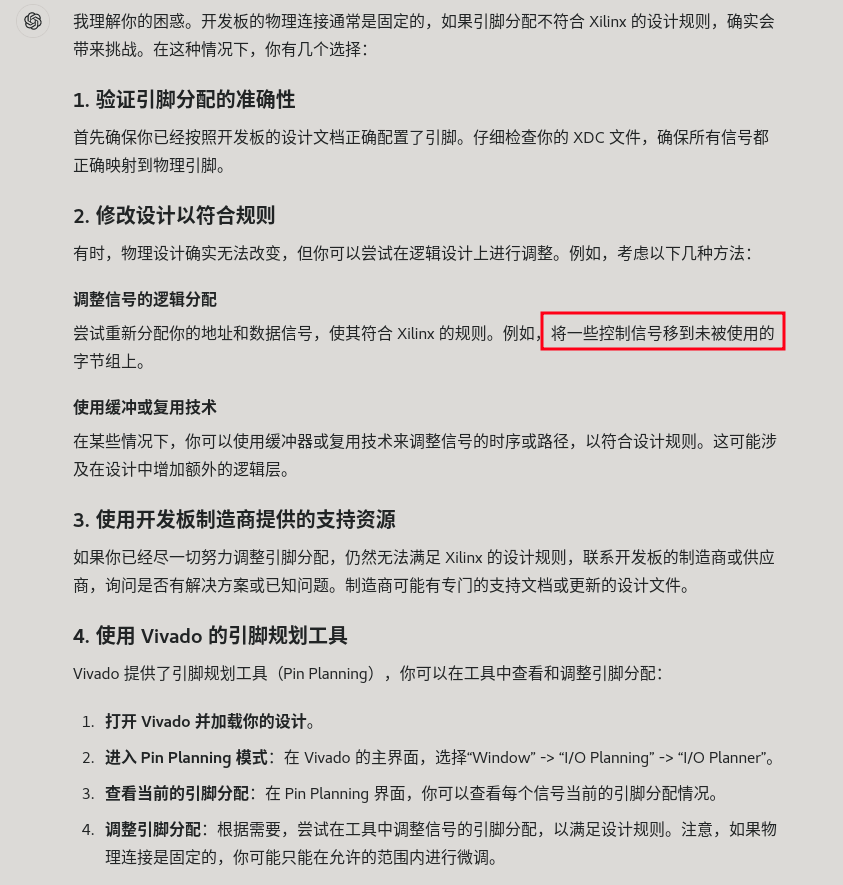 我理解你的困惑。开发板的物理连接通常是固定的，如果引脚分配不符合 Xilinx 的设计规则，确实会
带来挑战。在这种情况下，你有几个选择：
1. 验证引脚分配的准确性
首先确保你已经按照开发板的设计文档正确配置了引脚。仔细检查你的 XDC 文件，确保所有信号都
正确映射到物理引脚。
2. 修改设计以符合规则
有时，物理设计确实无法改变，但你可以尝试在逻辑设计上进行调整。例如，考虑以下几种方法：
调整信号的逻辑分配
尝试重新分配你的地址和数据信号，使其符合 Xilinx 的规则。例如，将一些控制信号移到未被使用的
字节组上。
使用缓冲或复用技术
在某些情况下，你可以使用缓冲器或复用技术来调整信号的时序或路径，以符合设计规则。这可能涉
及在设计中增加额外的逻辑层。
3. 使用开发板制造商提供的支持资源
如果你已经尽一切努力调整引脚分配，仍然无法满足 Xilinx 的设计规则，联系开发板的制造商或供应
商，询问是否有解决方案或已知问题。制造商可能有专门的支持文档或更新的设计文件。
4. 使用 Vivado 的引脚规划工具
Vivado 提供了引脚规划工具（Pin Planning），你可以在工具中查看和调整引脚分配：
1. 打开 Vivado 并加载你的设计。
2. 进入 Pin Planning 模式：在 Vivado 的主界面，选择“Window” -> “I/O Planning” -> “I/O Planner”。
3. 查看当前的引脚分配：在 Pin Planning 界面，你可以查看每个信号当前的引脚分配情况。
4. 调整引脚分配：根据需要，尝试在工具中调整信号的引脚分配，以满足设计规则。注意，如果物
理连接是固定的，你可能只能在允许的范围内进行微调。